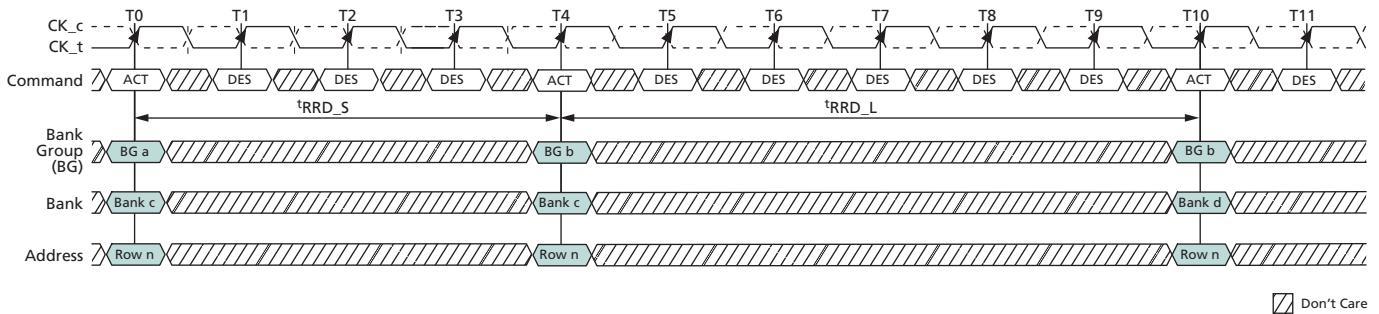 T0 T1 T2 T3 T4 T5 T6 T7 T8 T9 T10 T11
CK_c
CK_t
Command ACT DES DES DES ACT DES DES DES DES DES ACT DES
tRRD_S tRRD_L
Bank
Group
(BG)
BG a BG b BG b
Bank Bank c Bank c Bank d
Address Row n Row n Row n
Don't Care